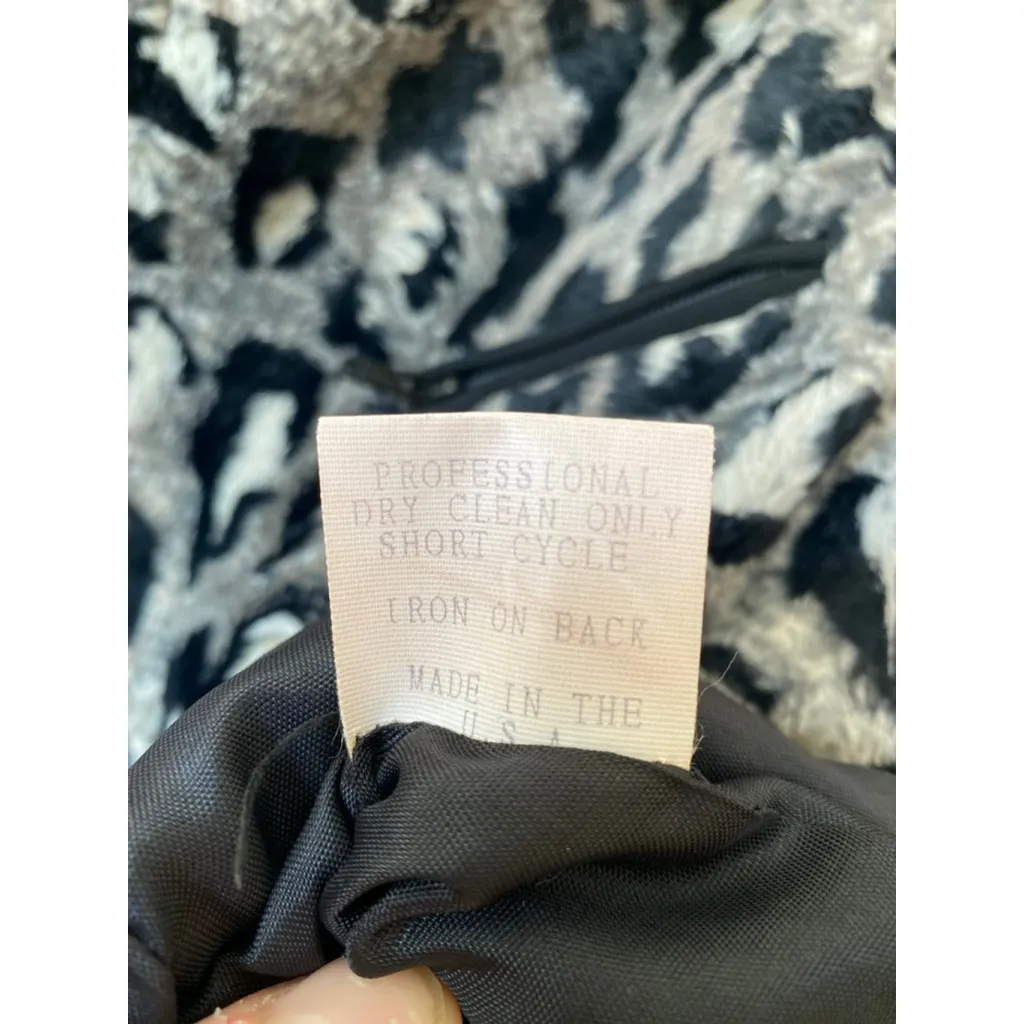 PROFESSIONAL
DRY CLEAN ONLY
SHORT CYCLE
IRON ON BACK
MADE IN THE
U.S.A